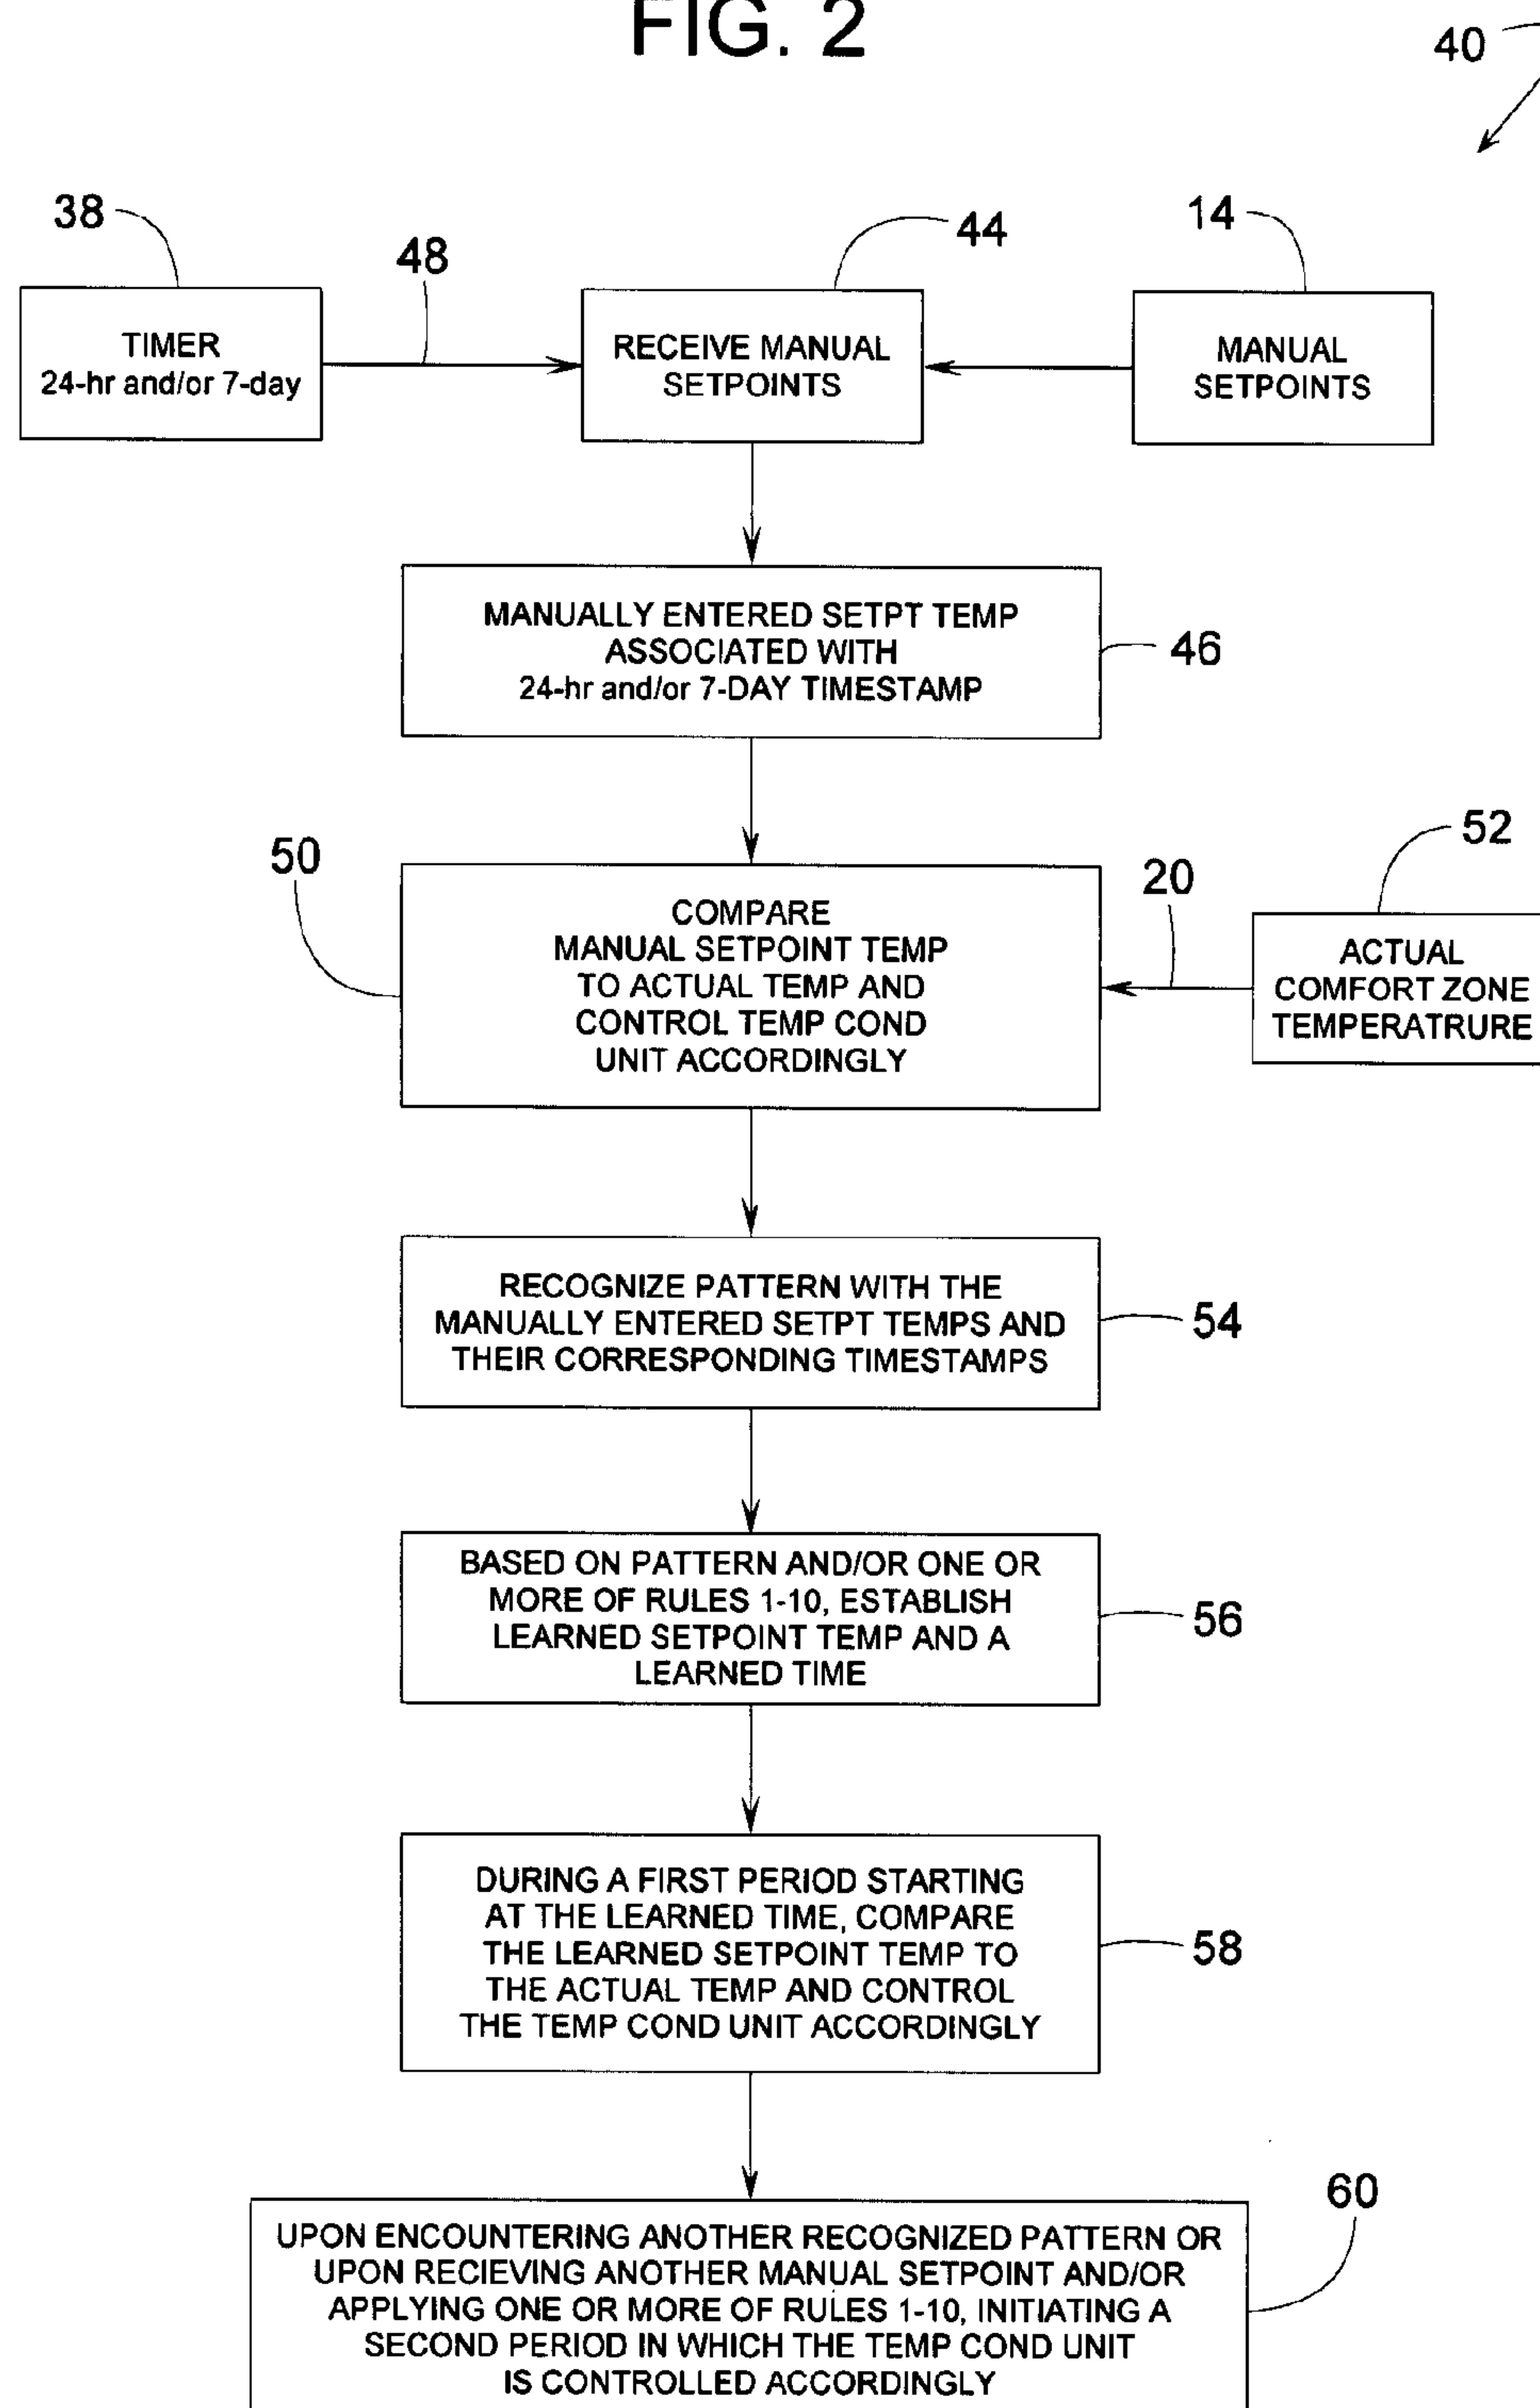 FIG. 2
40
38
48
44
14
TIMER
24-hr and/or 7-day
RECEIVE MANUAL
SETPOINTS
MANUAL
SETPOINTS
MANUALLY ENTERED SETPT TEMP
ASSOCIATED WITH
24-hr and/or 7-DAY TIMESTAMP
46
50
COMPARE
MANUAL SETPOINT TEMP
TO ACTUAL TEMP AND
CONTROL TEMP COND
UNIT ACCORDINGLY
20
52
ACTUAL
COMFORT ZONE
TEMPERATRURE
RECOGNIZE PATTERN WITH THE
MANUALLY ENTERED SETPT TEMPS AND
THEIR CORRESPONDING TIMESTAMPS
54
BASED ON PATTERN AND/OR ONE OR
MORE OF RULES 1-10, ESTABLISH
LEARNED SETPOINT TEMP AND A
LEARNED TIME
56
DURING A FIRST PERIOD STARTING
AT THE LEARNED TIME, COMPARE
THE LEARNED SETPOINT TEMP TO
THE ACTUAL TEMP AND CONTROL
THE TEMP COND UNIT ACCORDINGLY
58
60
UPON ENCOUNTERING ANOTHER RECOGNIZED PATTERN OR
UPON RECIEVING ANOTHER MANUAL SETPOINT AND/OR
APPLYING ONE OR MORE OF RULES 1-10, INITIATING A
SECOND PERIOD IN WHICH THE TEMP COND UNIT
IS CONTROLLED ACCORDINGLY